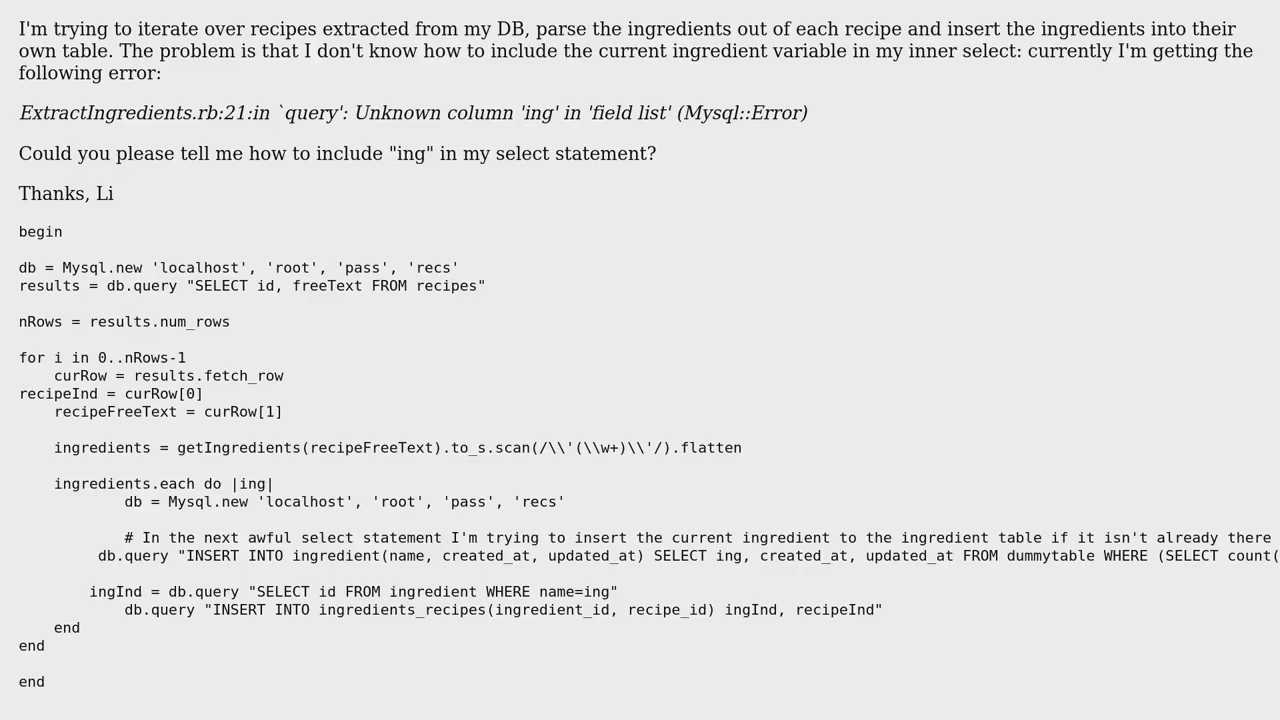 I'm trying to iterate over recipes extracted from my DB, parse the ingredients out of each recipe and insert the ingredients into their
own table. The problem is that I don't know how to include the current ingredient variable in my inner select: currently I'm getting the
following error:
ExtractIngredients.rb:21:in `query': Unknown column 'ing' in 'field list' (Mysql::Error)
Could you please tell me how to include "ing" in my select statement?
Thanks, Li
begin
db = Mysql.new 'localhost', 'root', 'pass', 'recs'
results = db.query "SELECT id, freeText FROM recipes"
nRows = results.num_rows
for i in 0..nRows-1
    curRow = results.fetch_row
recipeInd = curRow[0]
    recipeFreeText = curRow[1]
    ingredients = getIngredients(recipeFreeText).to_s.scan(/\\'(\\w+)\\'/).flatten
    ingredients.each do |ing|
            db = Mysql.new 'localhost', 'root', 'pass', 'recs'
            # In the next awful select statement I'm trying to insert the current ingredient to the ingredient table if it isn't already there
         db.query "INSERT INTO ingredient(name, created_at, updated_at) SELECT ing, created_at, updated_at FROM dummytable WHERE (SELECT count(
        ingInd = db.query "SELECT id FROM ingredient WHERE name=ing"
            db.query "INSERT INTO ingredients_recipes(ingredient_id, recipe_id) ingInd, recipeInd"
    end
end
end